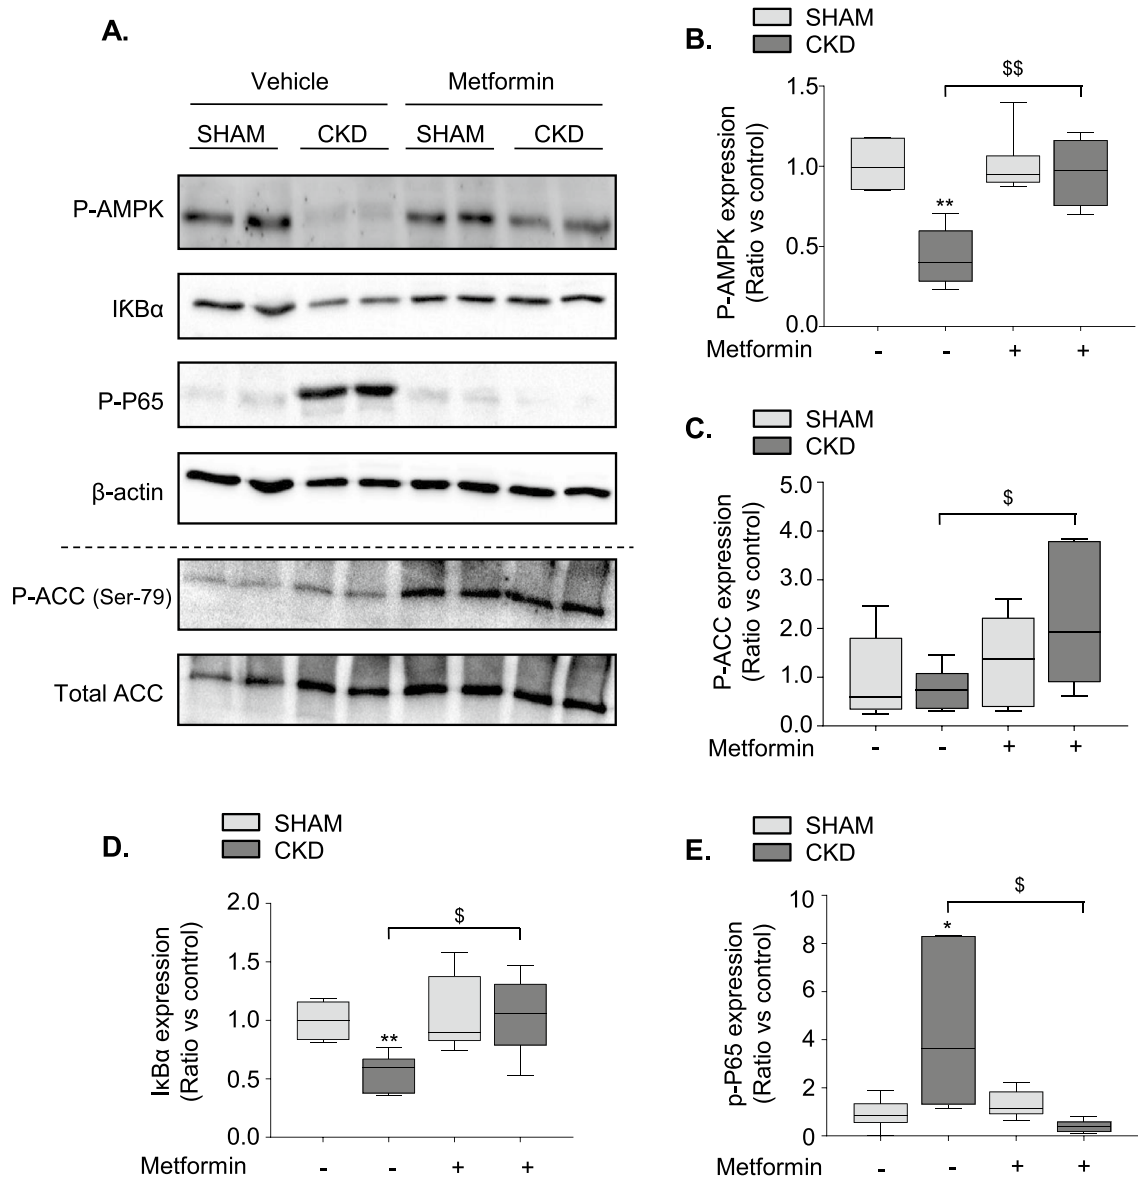 A.
Vehicle Metformin
SHAM CKD SHAM CKD
P-AMPK
IҠBα
P-P65
β-actin
P-ACC (Ser-79)
Total ACC
B.
SHAM
CKD
P-AMPK expression
(Ratio vs control)
1.5
1.0
0.5
0.0
$$
**
Metformin - - + +
C.
SHAM
CKD
P-ACC expression
(Ratio vs control)
5.0
4.0
3.0
2.0
1.0
0.0
$
Metformin - - + +
D.
SHAM
CKD
IκBα expression
(Ratio vs control)
2.0
1.5
1.0
0.5
0.0
$
**
Metformin - - + +
E.
SHAM
CKD
p-P65 expression
(Ratio vs control)
10
8
6
4
2
0
$
*
Metformin - - + +